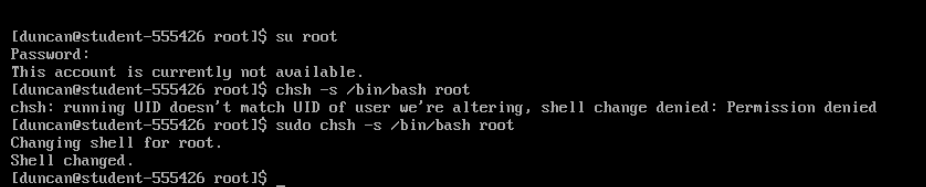 [duncan@student-555426 root]$ su root
Password:
This account is currently not available.
[duncan@student-555426 root]$ chsh -s /bin/bash root
chsh: running UID doesn't match UID of user we're altering, shell change denied: Permission denied
[duncan@student-555426 root]$ sudo chsh -s /bin/bash root
Changing shell for root.
Shell changed.
[duncan@student-555426 root]$ _